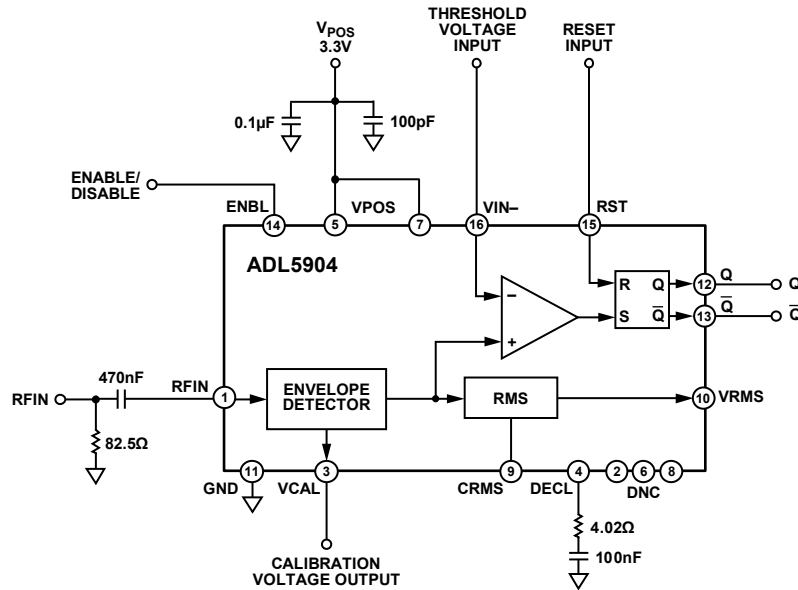 VPOS
3.3V
THRESHOLD
VOLTAGE
INPUT
RESET
INPUT
0.1µF
100pF
ENABLE/
DISABLE
ENBL
VPOS
VIN–
RST
14
5
7
16
15
ADL5904
R
Q
S
Q̅
–
+
12
Q
Q
13
Q̅
Q̅
470nF
RFIN
RFIN
1
ENVELOPE
DETECTOR
RMS
10
VRMS
82.5Ω
11
3
9
4
2
6
8
GND
VCAL
CRMS
DECL
DNC
4.02Ω
100nF
CALIBRATION
VOLTAGE OUTPUT